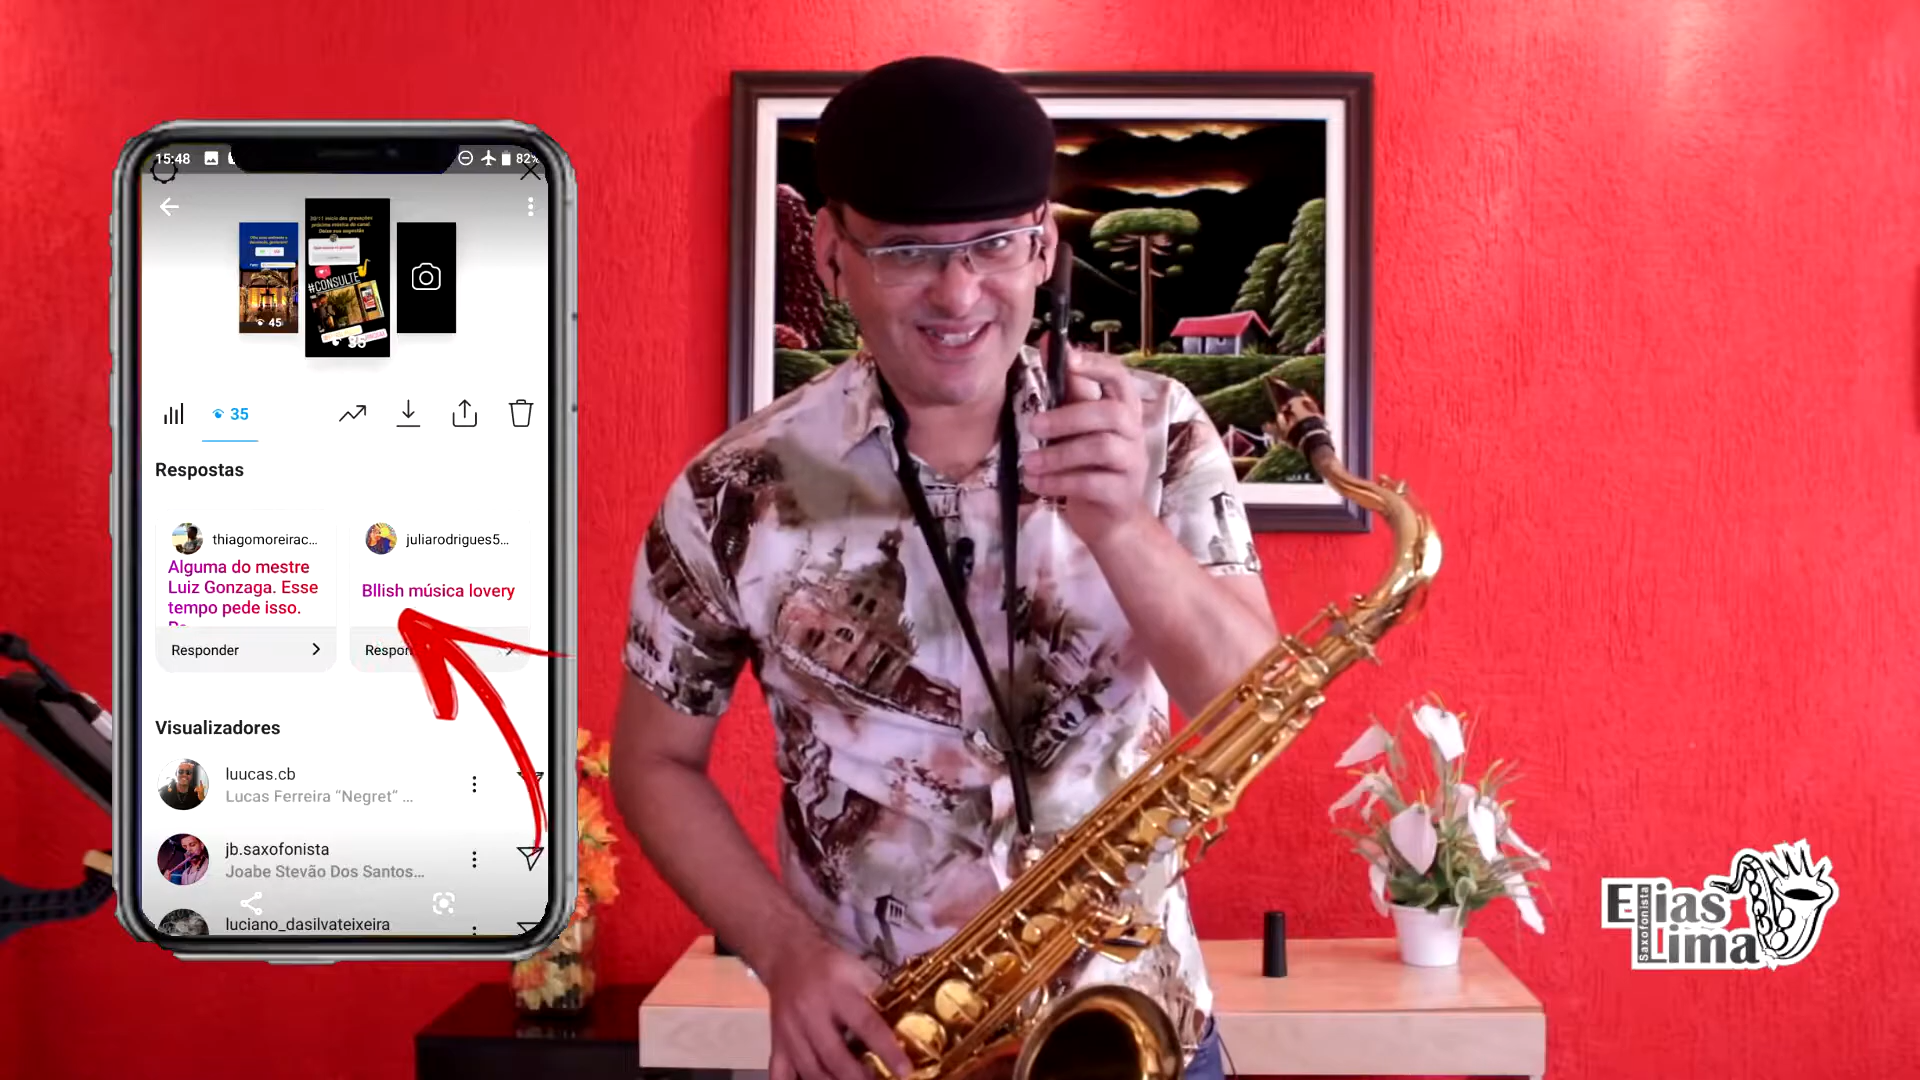 15:48
82%
#CONSULTE
45
35
35
Respostas
thiagomoreirac...
Alguma do mestre
Luiz Gonzaga. Esse
tempo pede isso.
Responder
juliarodrigues5...
Bllish música lovery
Visualizadores
luucas.cb
Lucas Ferreira “Negret” ...
jb.saxofonista
Joabe Stevão Dos Santos...
luciano_dasilvateixeira
Elias
Lima
Saxofonista